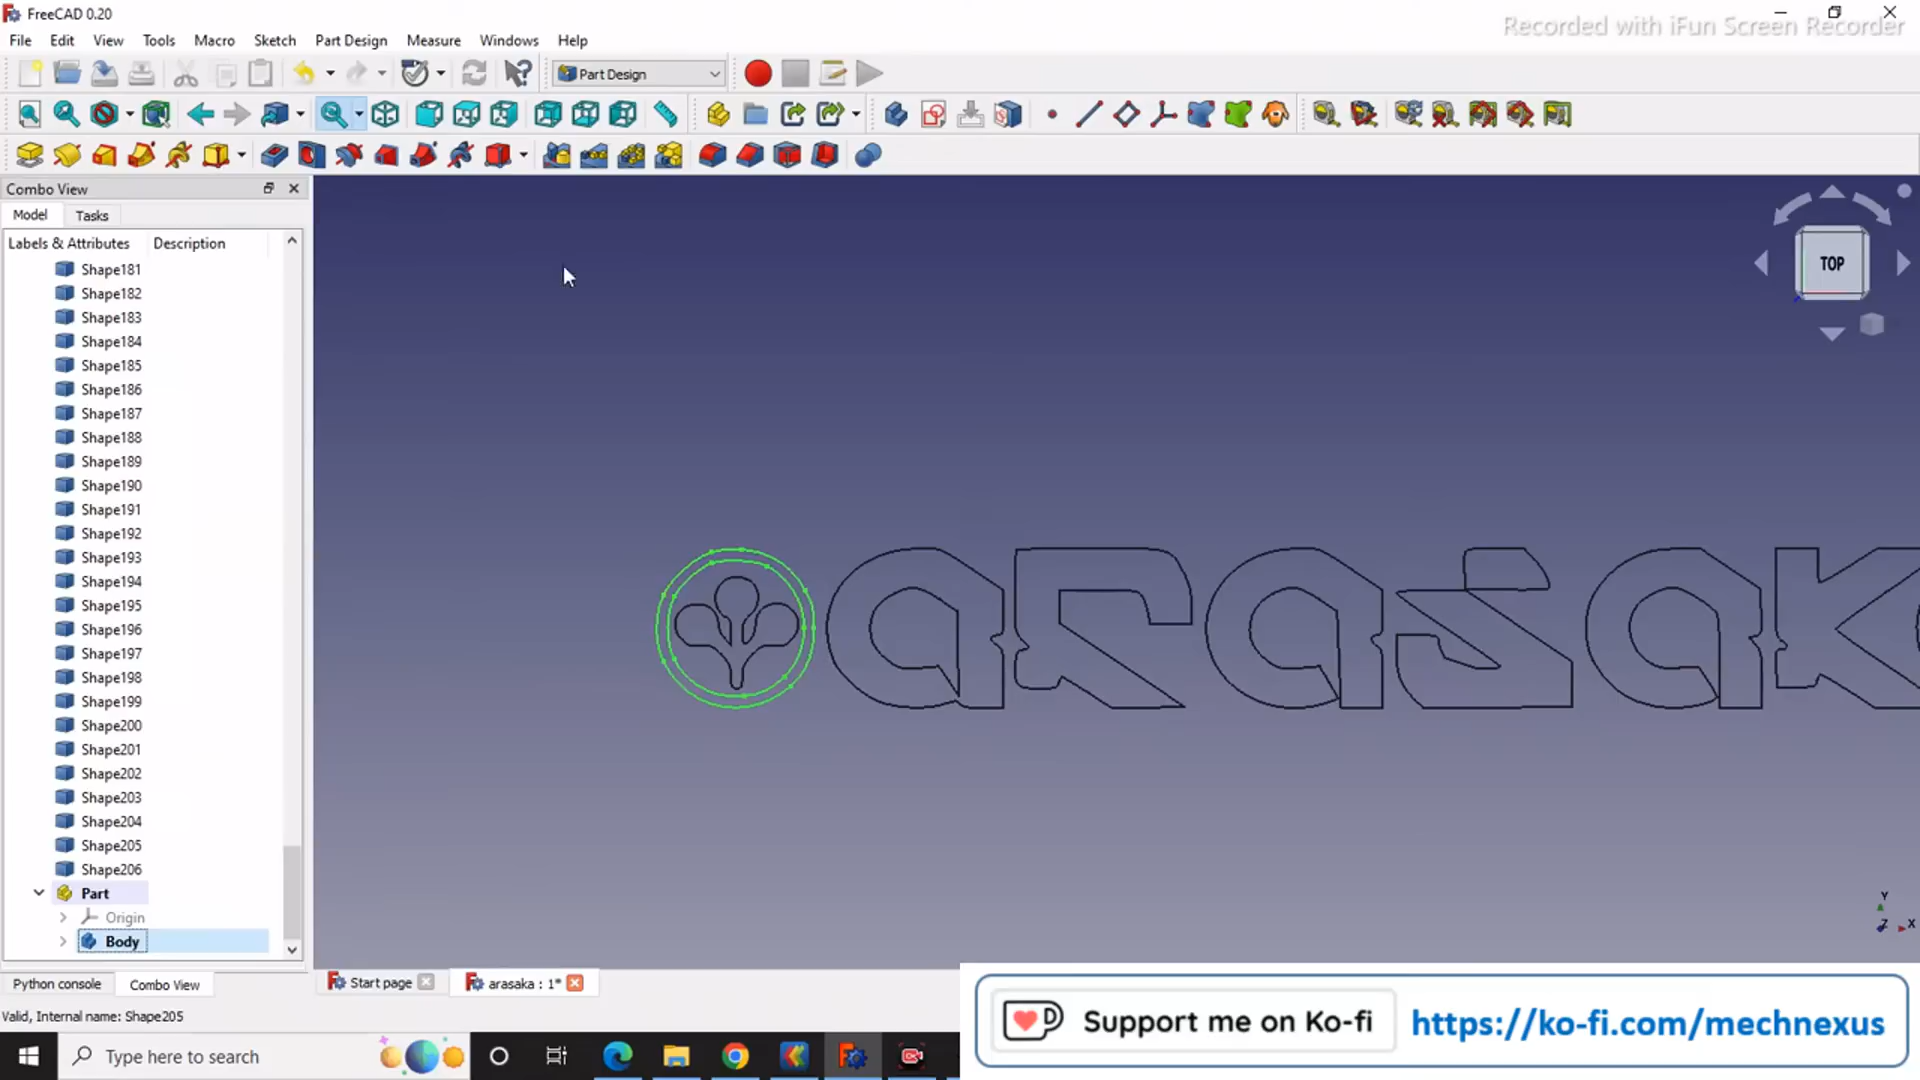 FreeCAD 0.20
Recorded with iFun Screen Recorder
File Edit View Tools Macro Sketch Part Design Measure Windows Help
Part Design
Combo View
Model Tasks
Labels & Attributes Description
TOP
Shape181
Shape182
Shape183
Shape184
Shape185
Shape186
Shape187
Shape188
Shape189
Shape190
Shape191
Shape192
Shape193
Shape194
Shape195
Shape196
Shape197
Shape198
Shape199
Shape200
Shape201
Shape202
Shape203
Shape204
Shape205
Shape206
Part
Origin
Body
arasak
Y
Z X
Python console Combo View
Start page arasaka : 1*
Valid, Internal name: Shape205
Support me on Ko-fi https://ko-fi.com/mechnexus
Type here to search